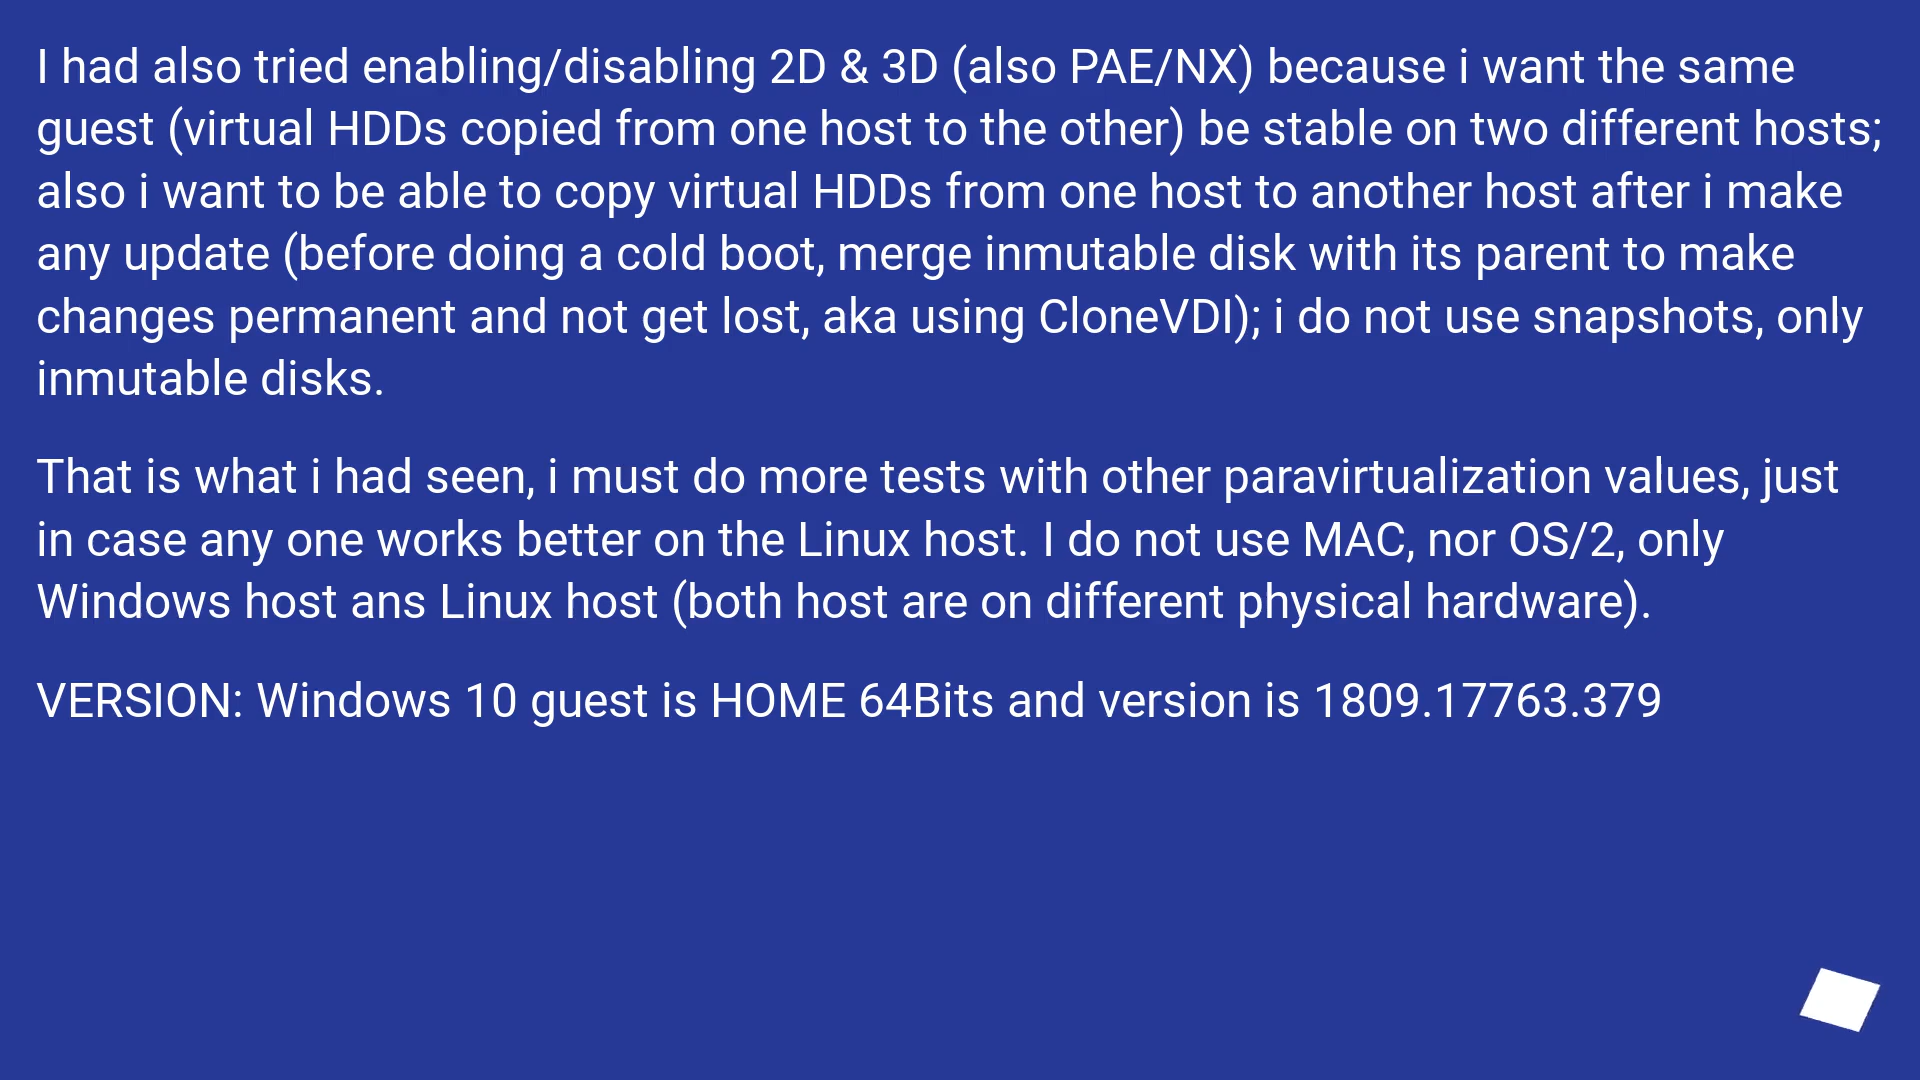 I had also tried enabling/disabling 2D & 3D (also PAE/NX) because i want the same
guest (virtual HDDs copied from one host to the other) be stable on two different hosts;
also i want to be able to copy virtual HDDs from one host to another host after i make
any update (before doing a cold boot, merge inmutable disk with its parent to make
changes permanent and not get lost, aka using CloneVDI); i do not use snapshots, only
inmutable disks.
That is what i had seen, i must do more tests with other paravirtualization values, just
in case any one works better on the Linux host. I do not use MAC, nor OS/2, only
Windows host ans Linux host (both host are on different physical hardware).
VERSION: Windows 10 guest is HOME 64Bits and version is 1809.17763.379